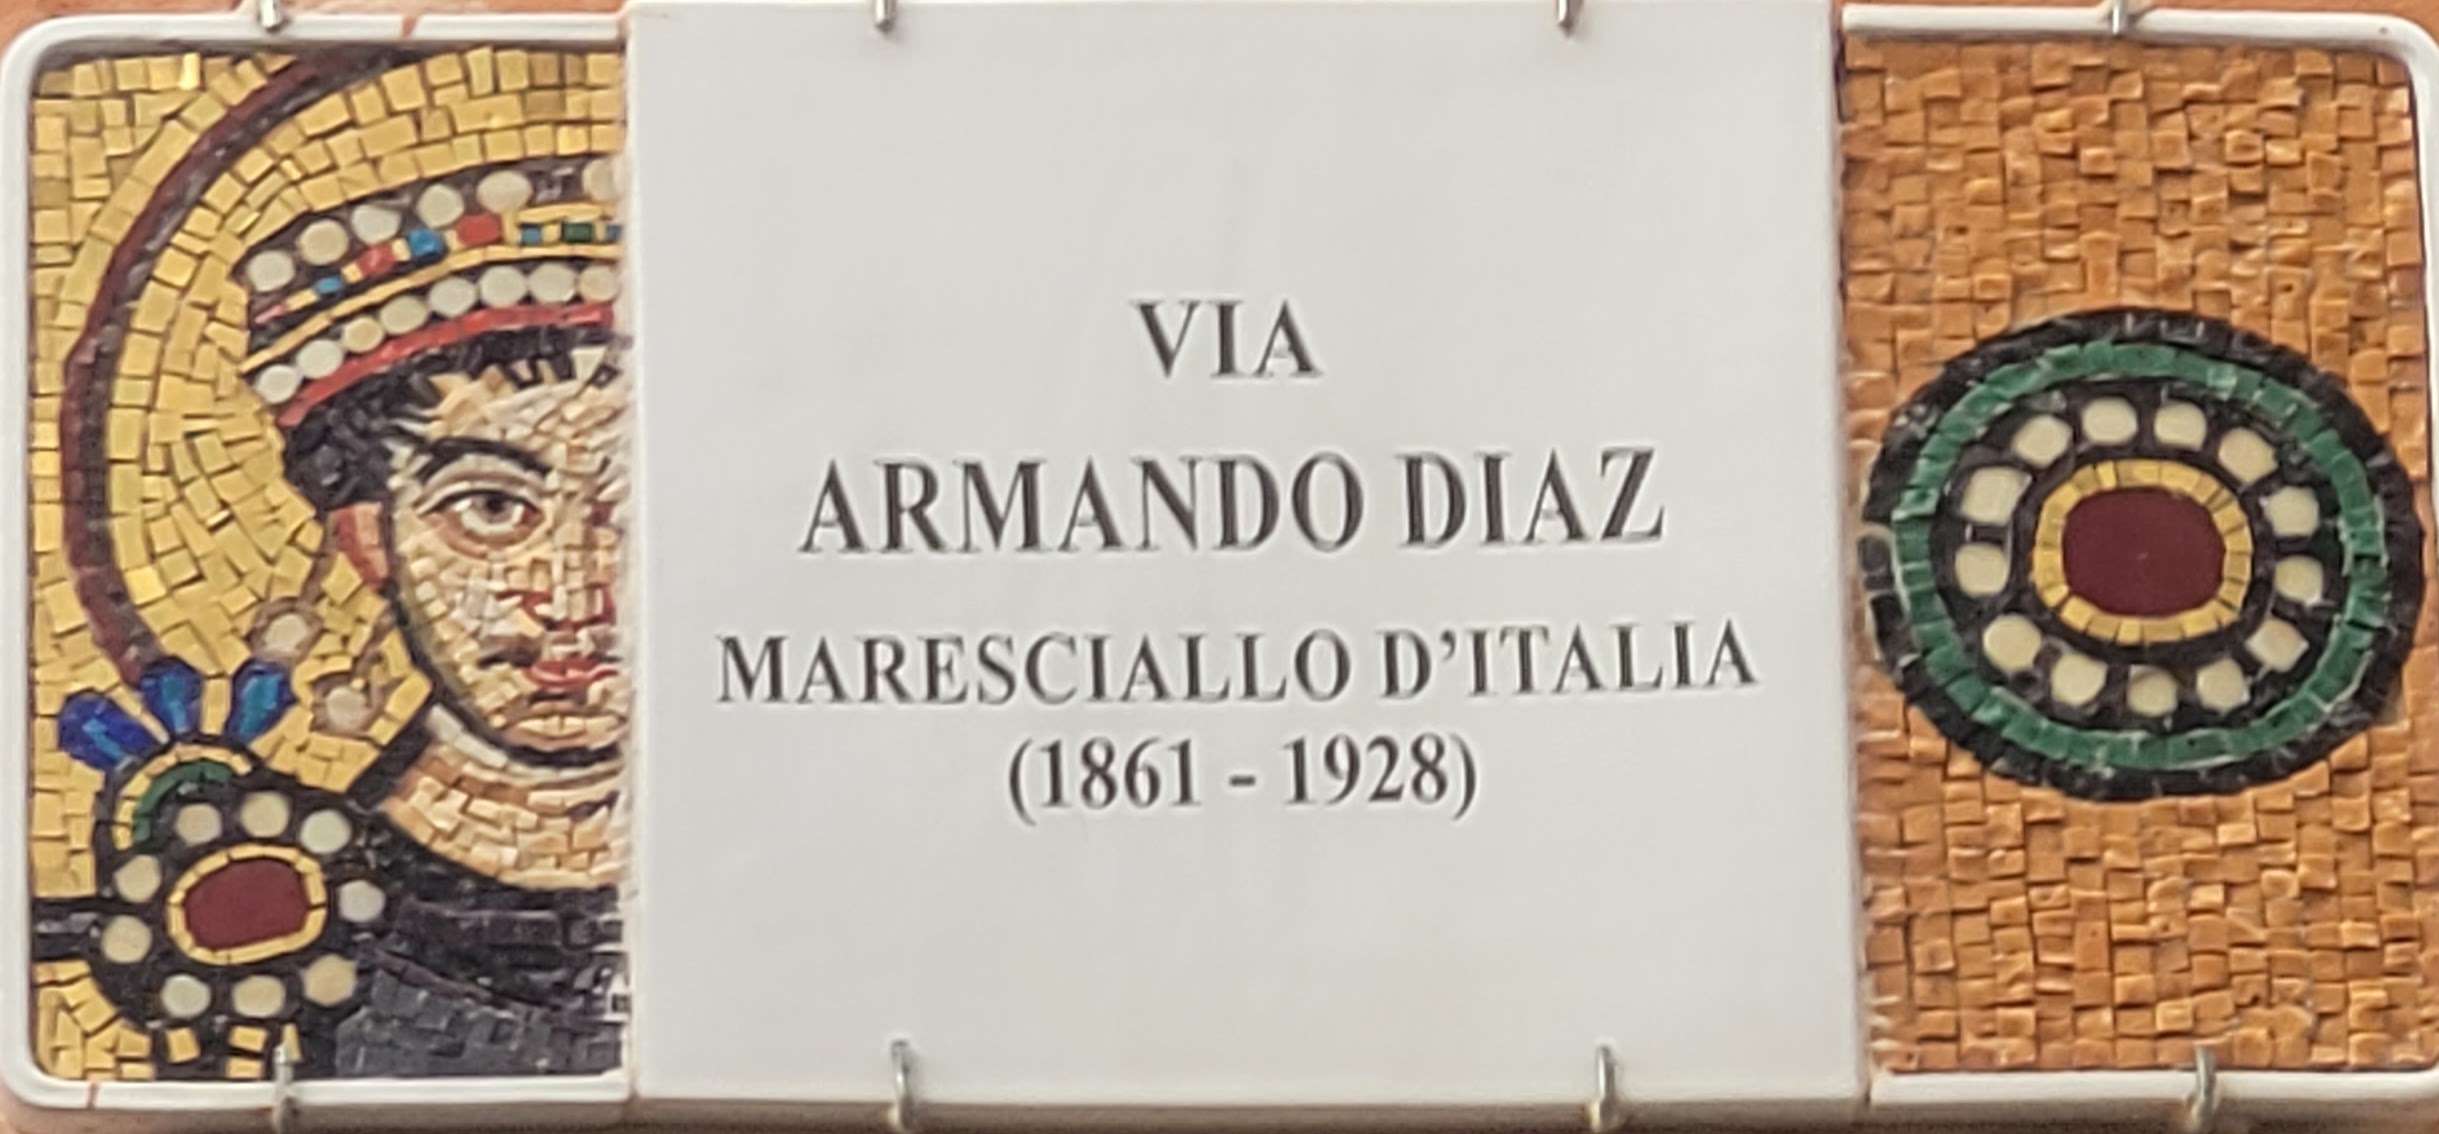 VIA
ARMANDO DIAZ
MARESCIALLO D'ITALIA
(1861 - 1928)